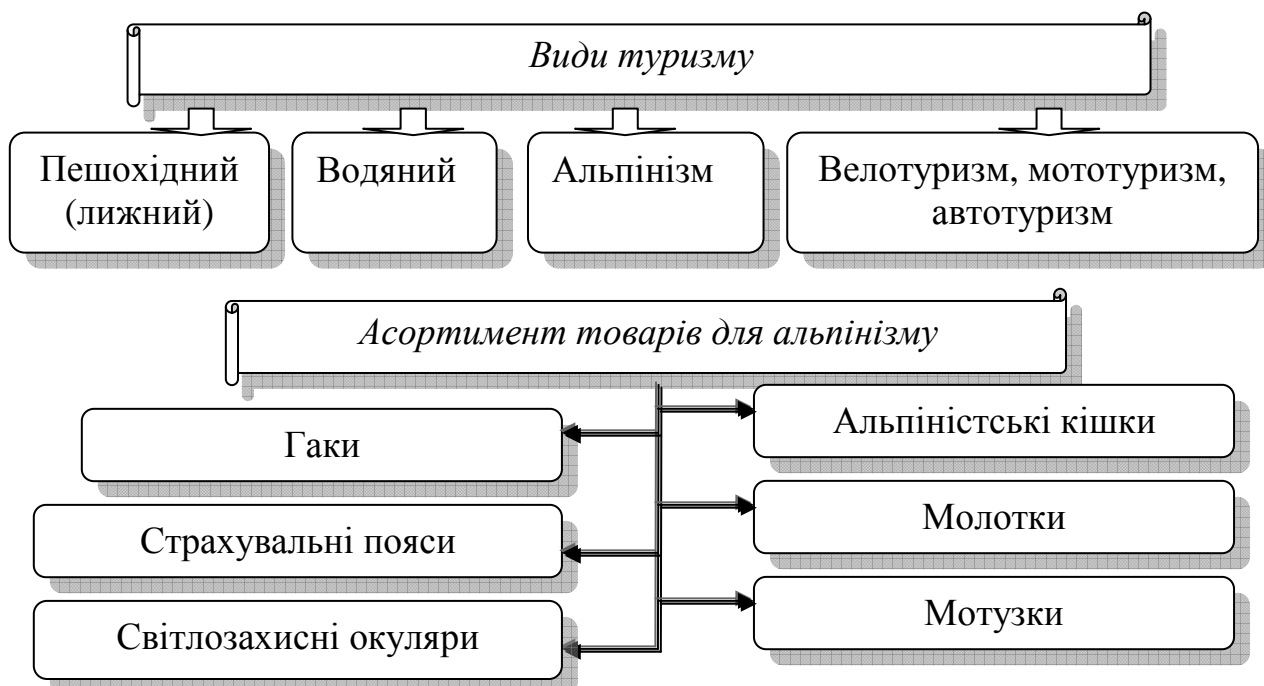 Види туризму
Пешохідний
(лижний)
Водяний
Альпінізм
Велотуризм, мототуризм,
автотуризм
Асортимент товарів для альпінізму
Гаки
Альпіністські кішки
Страхувальні пояси
Молотки
Світлозахисні окуляри
Мотузки